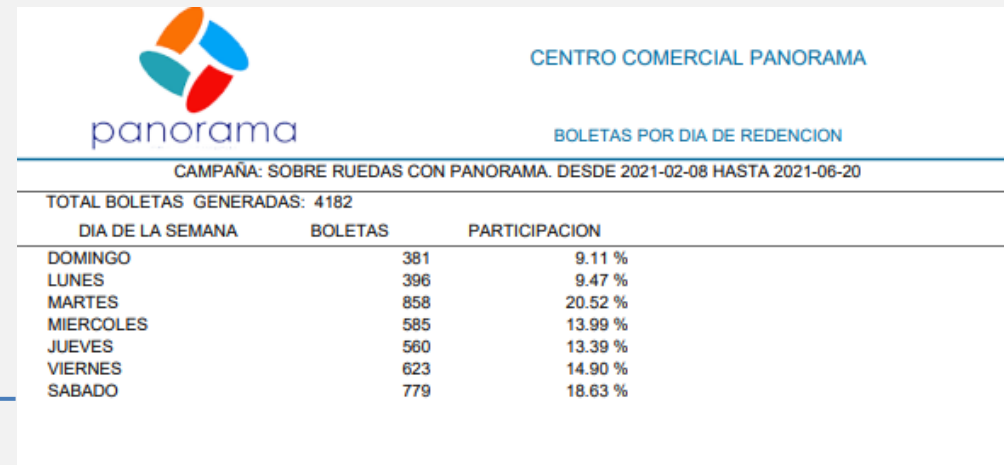 CENTRO COMERCIAL PANORAMA
panorama
BOLETAS POR DIA DE REDENCION
CAMPAÑA: SOBRE RUEDAS CON PANORAMA. DESDE 2021-02-08 HASTA 2021-06-20
TOTAL BOLETAS GENERADAS: 4182
DIA DE LA SEMANA BOLETAS PARTICIPACION
DOMINGO 381 9.11 %
LUNES 396 9.47 %
MARTES 858 20.52 %
MIERCOLES 585 13.99 %
JUEVES 560 13.39 %
VIERNES 623 14.90 %
SABADO 779 18.63 %